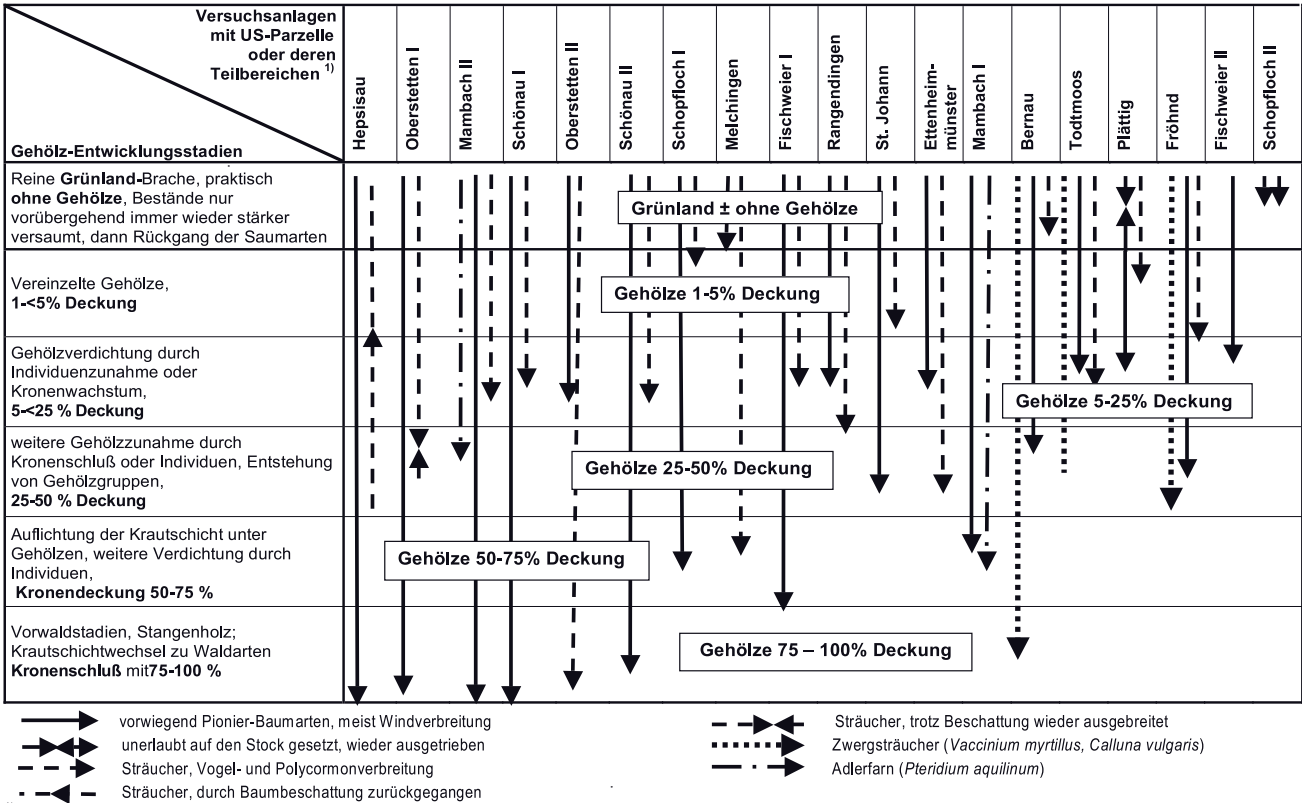 Versuchsanlagen
mit US-Parzelle
oder deren
Teilbereichen 1)
Gehölz-Entwicklungsstadien
Hepsisau
Oberstetten I
Mambach II
Schönau I
Oberstetten II
Schönau II
Schopfloch I
Melchingen
Fischweier I
Rangendingen
St. Johann
Ettenheim-
münster
Mambach I
Bernau
Todtmoos
Plättig
Fröhnd
Fischweier II
Schopfloch II
Reine Grünland-Brache, praktisch
ohne Gehölze, Bestände nur
vorübergehend immer wieder stärker
versaumt, dann Rückgang der Saumarten
Grünland ± ohne Gehölze
Vereinzelte Gehölze,
1-<5% Deckung
Gehölze 1-5% Deckung
Gehölzverdichtung durch
Individuenzunahme oder
Kronenwachstum,
5-<25 % Deckung
Gehölze 5-25% Deckung
weitere Gehölzzunahme durch
Kronenschluß oder Individuen, Entstehung
von Gehölzgruppen,
25-50 % Deckung
Gehölze 25-50% Deckung
Auflichtung der Krautschicht unter
Gehölzen, weitere Verdichtung durch
Individuen,
Kronendeckung 50-75 %
Gehölze 50-75% Deckung
Vorwaldstadien, Stangenholz;
Krautschichtwechsel zu Waldarten
Kronenschluß mit75-100 %
Gehölze 75 – 100% Deckung
vorwiegend Pionier-Baumarten, meist Windverbreitung
unerlaubt auf den Stock gesetzt, wieder ausgetrieben
Sträucher, Vogel- und Polycormonverbreitung
Sträucher, durch Baumbeschattung zurückgegangen
Sträucher, trotz Beschattung wieder ausgebreitet
Zwergsträucher (Vaccinium myrtillus, Calluna vulgaris)
Adlerfarn (Pteridium aquilinum)